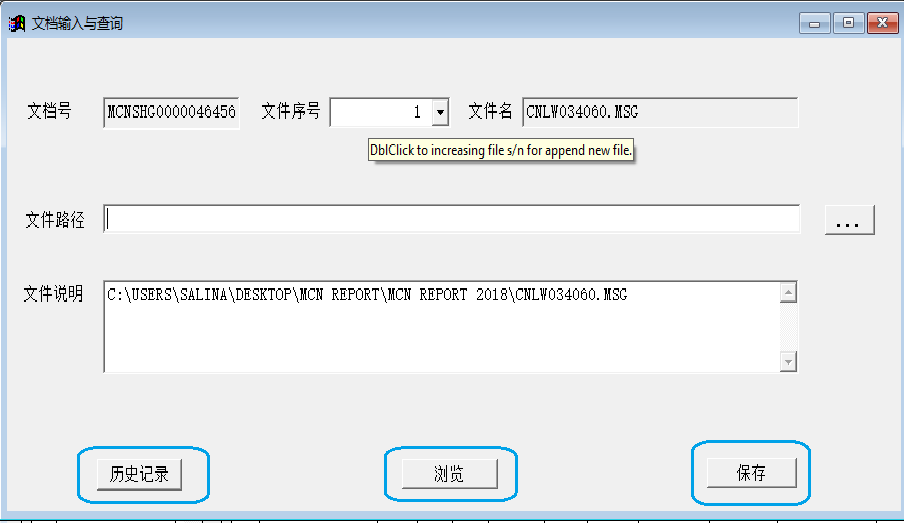 文档输入与查询
文档号 MCNSHG0000046456 文件序号 1 文件名 CNLW034060.MSG
DblClick to increasing file s/n for append new file.
文件路径 ...
文件说明 C:\USERS\SALINA\DESKTOP\MCN REPORT\MCN REPORT 2018\CNLW034060.MSG
历史记录 浏览 保存